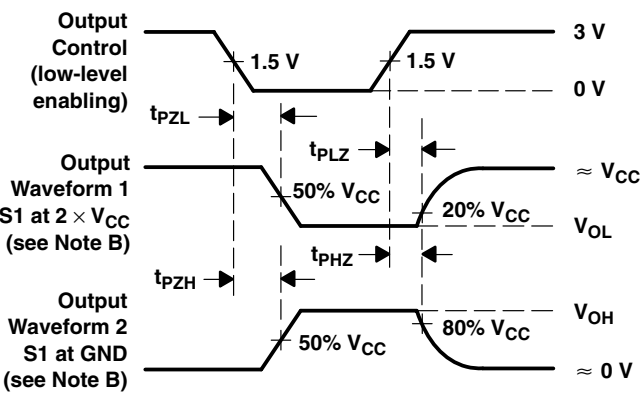 Output
Control
(low-level
enabling)
1.5 V
1.5 V
3 V
0 V
tPZL
tPLZ
Output
Waveform 1
S1 at 2 × VCC
(see Note B)
50% VCC
20% VCC
≈ VCC
VOL
tPZH
tPHZ
Output
Waveform 2
S1 at GND
(see Note B)
50% VCC
80% VCC
VOH
≈ 0 V